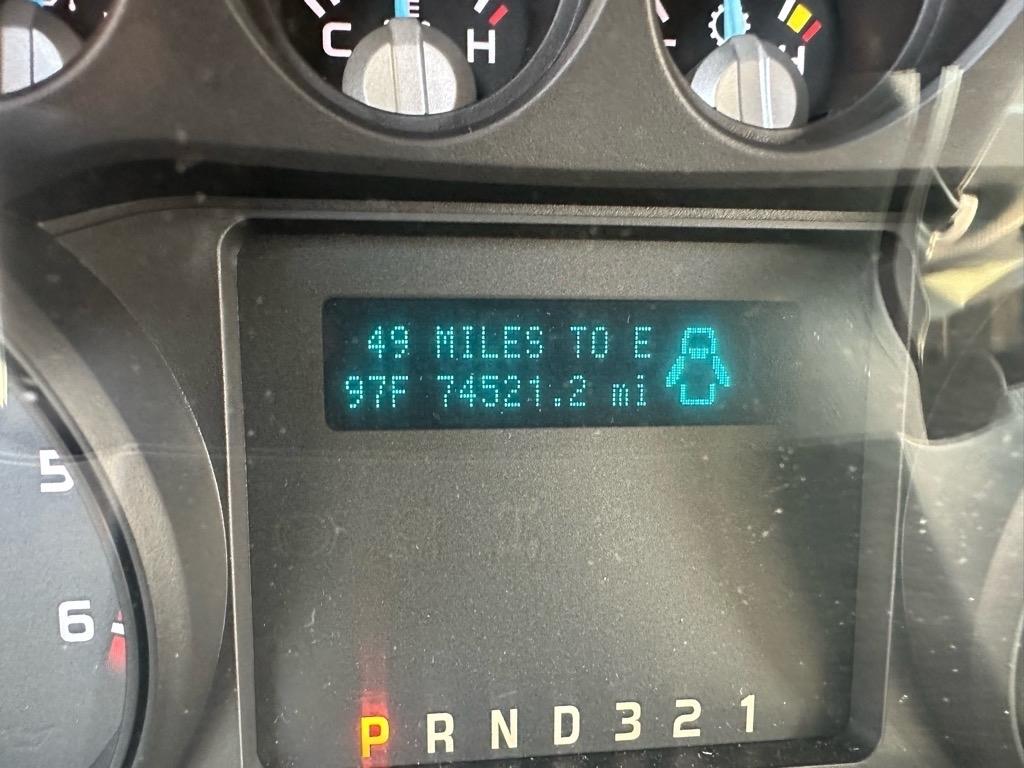 C H
H
49 MILES TO E
97F 74521.2 mi
5
6
P R N D 3 2 1